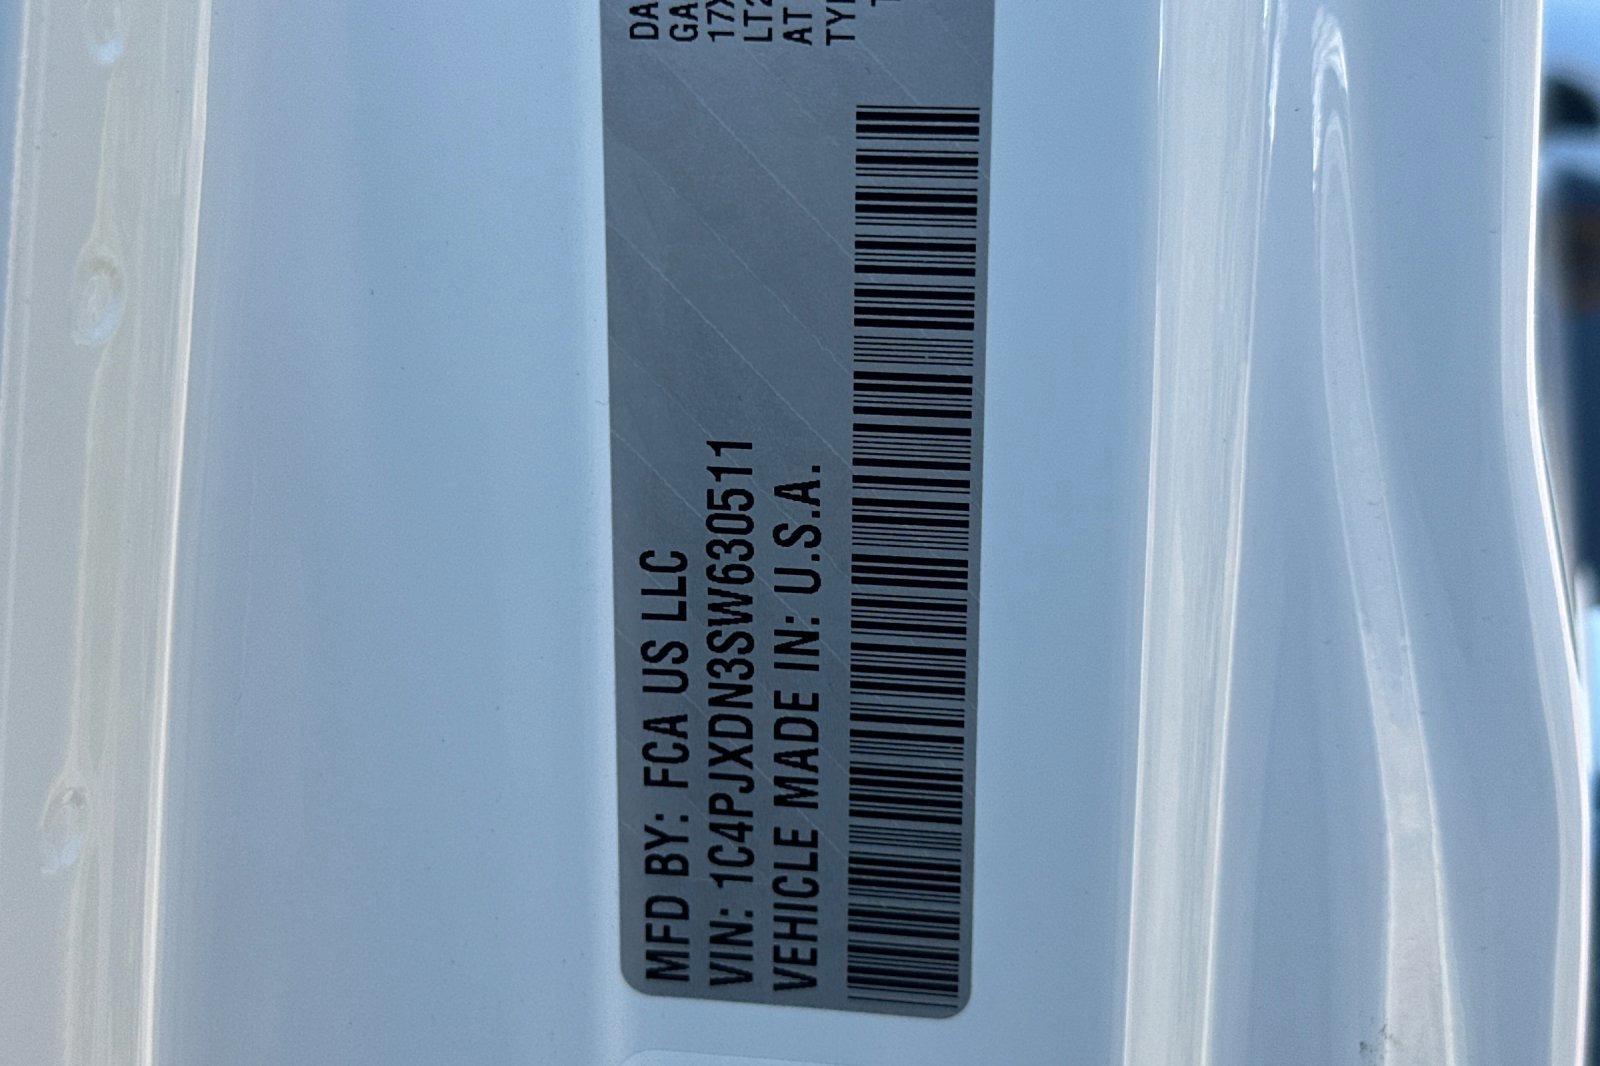 MFD BY: FCA US LLC
VIN: 1C4PJXDN3SW630511
VEHICLE MADE IN: U.S.A.